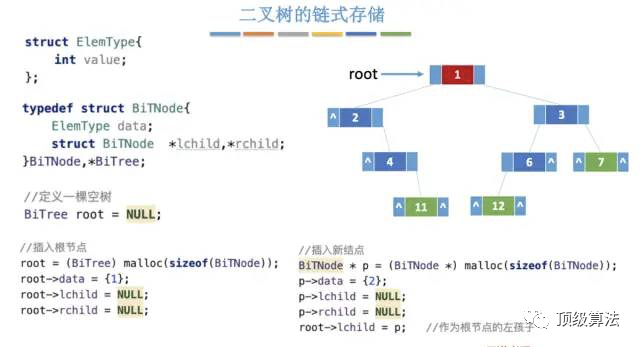 二叉树的链式存储
struct ElemType{
int value;
};
typedef struct BiTNode{
ElemType data;
struct BiTNode *lchild,*rchild;
}BiTNode,*BiTree;
//定义一棵空树
BiTree root = NULL;
//插入根节点
root = (BiTree) malloc(sizeof(BiTNode));
root->data = {1};
root->lchild = NULL;
root->rchild = NULL;
root
1
^ 2
3
^ 4
6 ^
^ 7 ^
^ 11 ^
^ 12 ^
//插入新结点
BiTNode * p = (BiTNode *) malloc(sizeof(BiTNode));
p->data = {2};
p->lchild = NULL;
p->rchild = NULL;
root->lchild = p; //作为根节点的左孩子
顶级算法